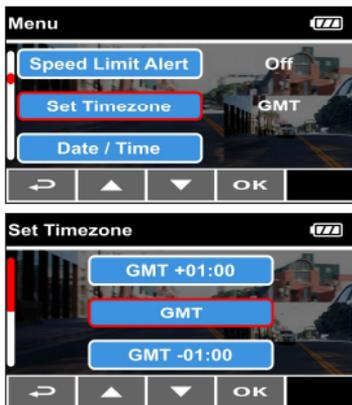 Menu
Speed Limit Alert Off
Set Timezone GMT
Date / Time
OK
Set Timezone
GMT +01:00
GMT
GMT -01:00
OK